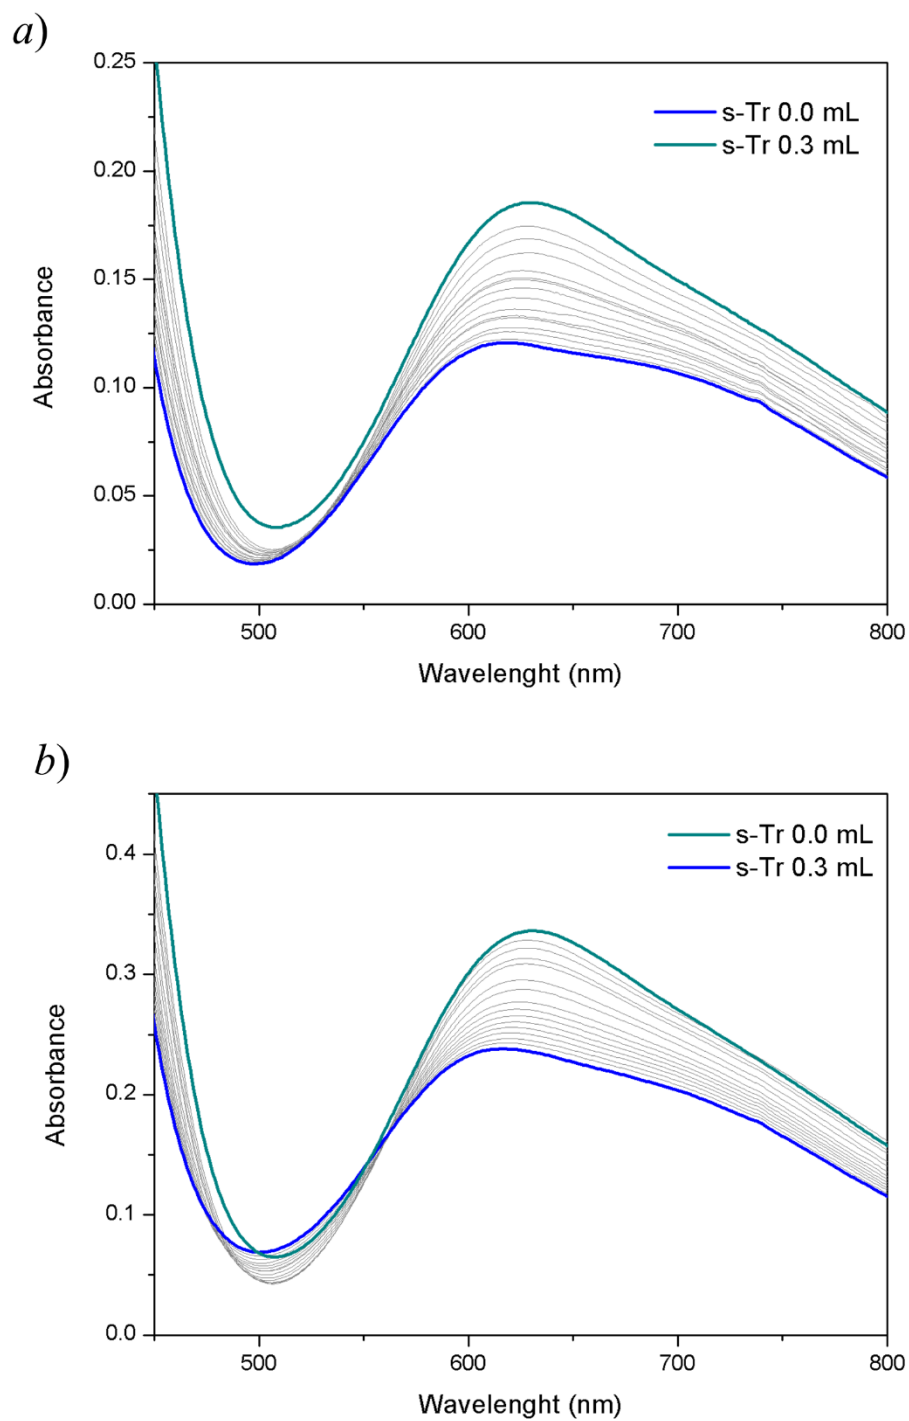 a)
0.25
0.20
0.15
0.10
0.05
0.00
Absorbance
s-Tr 0.0 mL
s-Tr 0.3 mL
500
600
700
800
Wavelenght (nm)
b)
0.4
0.3
0.2
0.1
0.0
Absorbance
s-Tr 0.0 mL
s-Tr 0.3 mL
500
600
700
800
Wavelenght (nm)